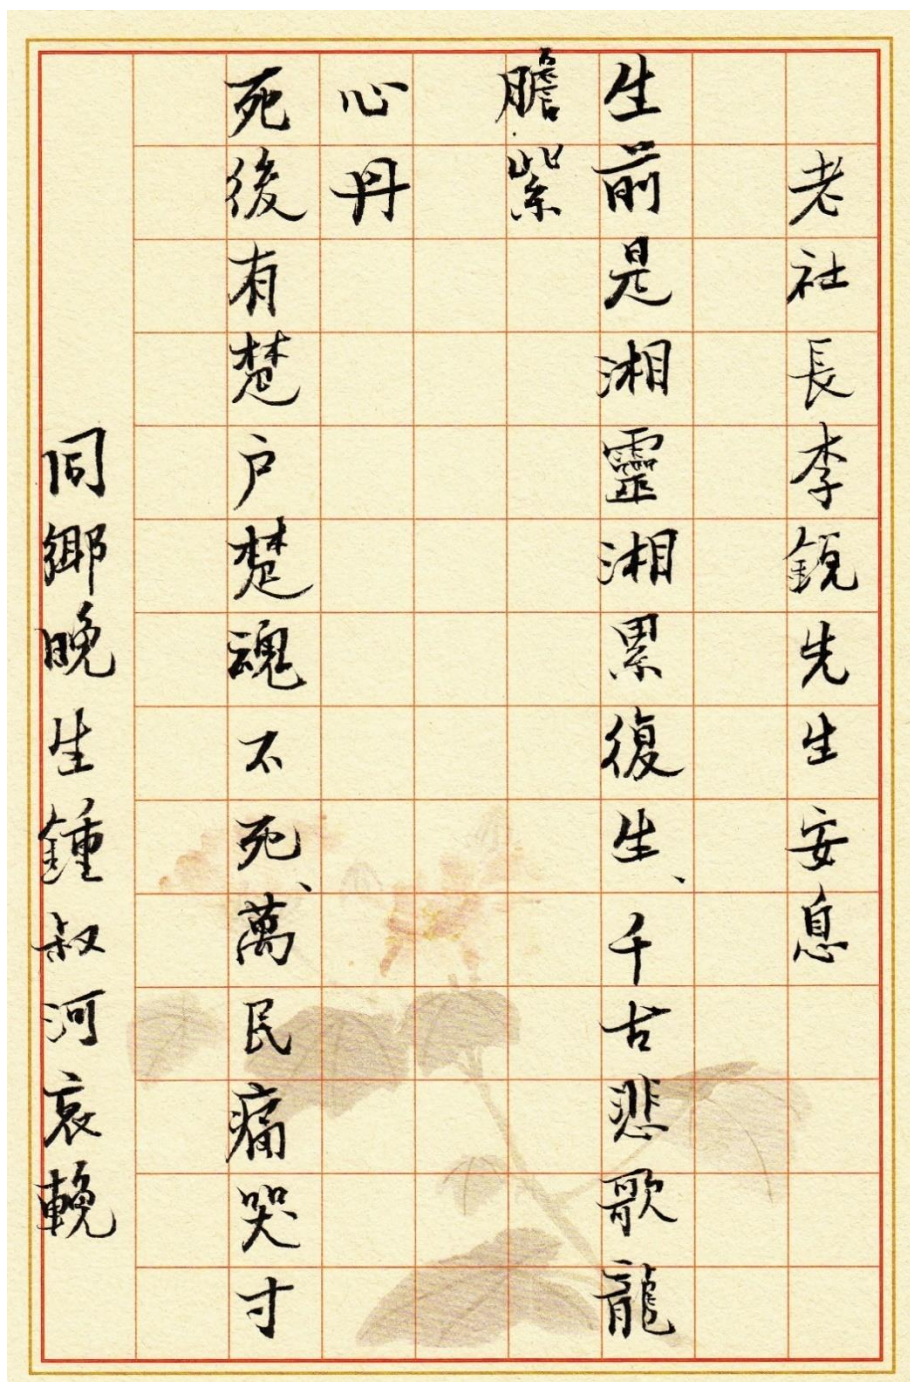 老社長李銳先生安息
生前是湘靈湘累復生、千古悲歌龍
膽紫
死後有楚户楚魂不死、萬民痛哭寸
心丹
同鄉晚生鍾叔河哀輓